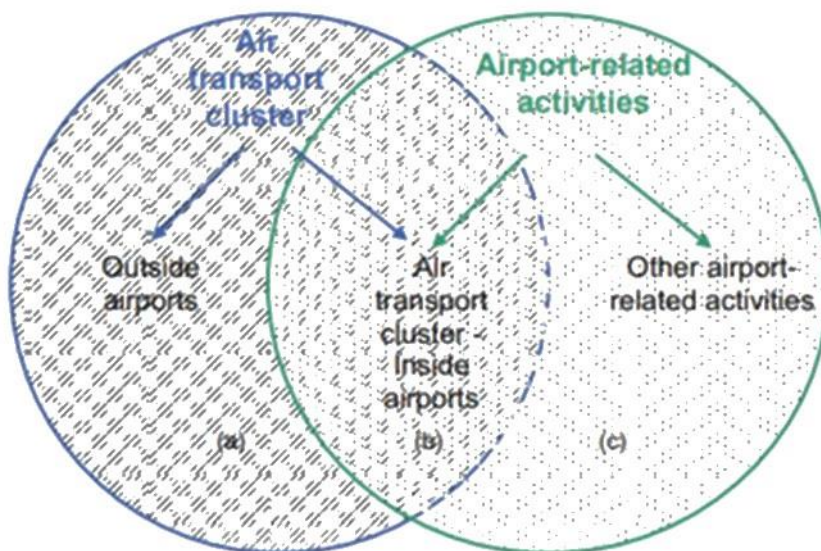 Air
transport
cluster
Airport-related
activities
Outside
airports
Air
transport
cluster -
Inside
airports
Other airport-
related activities
(a)
(b)
(c)